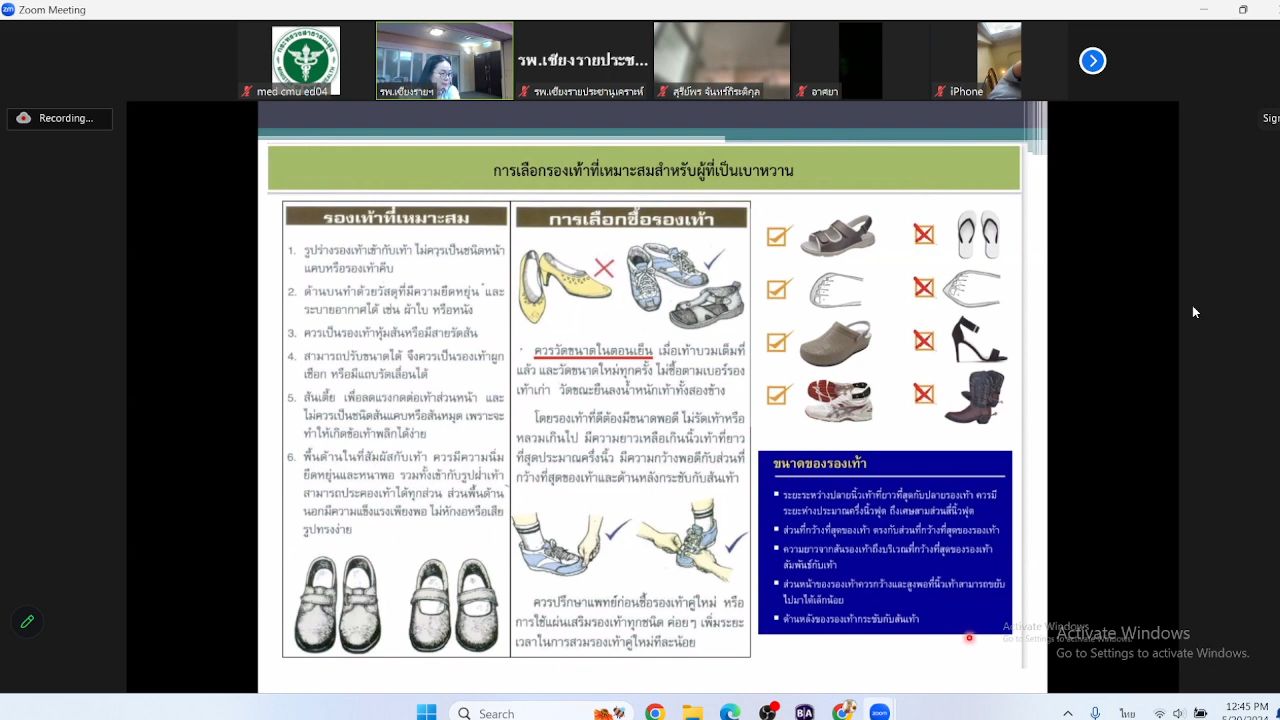 Zoom Meeting
med cmu ed04
รพ.เชียงรายฯ
รพ.เชียงรายประช...
รพ.เชียงรายประชานุเคราะห์
สุรีย์พร จันทร์กีระติกุล
อาศยา
iPhone
Recording...
Sign
การเลือกรองเท้าที่เหมาะสมสำหรับผู้ที่เป็นเบาหวาน
รองเท้าที่เหมาะสม
1. รูปร่างรองเท้าเข้ากับเท้า ไม่ควรเป็นชนิดหน้า
แคบหรือรองเท้าคีบ
2. ด้านบนทำด้วยวัสดุที่มีความยืดหยุ่น และ
ระบายอากาศได้ เช่น ผ้าใบ หรือหนัง
3. ควรเป็นรองเท้าหุ้มส้นหรือมีสายรัดส้น
4. สามารถปรับขนาดได้ จึงควรเป็นรองเท้าผูก
เชือก หรือมีแถบรัดเลื่อนได้
5. ส้นเตี้ย เพื่อลดแรงกดต่อเท้าส่วนหน้า และ
ไม่ควรเป็นชนิดส้นแคบหรือส้นหมุด เพราะจะ
ทำให้เกิดข้อเท้าพลิกได้ง่าย
6. พื้นด้านในที่สัมผัสกับเท้า ควรมีความนิ่ม
ยืดหยุ่นและหนาพอ รวมทั้งเข้ากับรูปฝ่าเท้า
สามารถประคองเท้าได้ทุกส่วน ส่วนพื้นด้าน
นอกมีความแข็งแรงเพียงพอ ไม่หักงอหรือเสีย
รูปทรงง่าย
การเลือกซื้อรองเท้า
ควรวัดขนาดในตอนเย็น เมื่อเท้าบวมเต็มที่
แล้ว และวัดขนาดใหม่ทุกครั้ง ไม่ซื้อตามเบอร์รอง
เท้าเก่า วัดขณะยืนลงน้ำหนักเท้าทั้งสองข้าง
โดยรองเท้าที่ดีต้องมีขนาดพอดี ไม่รัดเท้าหรือ
หลวมเกินไป มีความยาวเหลือเกินนิ้วเท้าที่ยาว
ที่สุดประมาณครึ่งนิ้ว มีความกว้างพอดีกับส่วนที่
กว้างที่สุดของเท้าและด้านหลังกระชับกับส้นเท้า
ควรปรึกษาแพทย์ก่อนซื้อรองเท้าคู่ใหม่ หรือ
การใช้แผ่นเสริมรองเท้าทุกชนิด ค่อยๆ เพิ่มระยะ
เวลาในการสวมรองเท้าคู่ใหม่ทีละน้อย
ขนาดของรองเท้า
ระยะระหว่างปลายนิ้วเท้าที่ยาวที่สุดกับปลายรองเท้า ควรมี
ระยะห่างประมาณครึ่งนิ้วฟุต ถึงเศษสามส่วนสี่นิ้วฟุต
ส่วนที่กว้างที่สุดของเท้า ตรงกับส่วนที่กว้างที่สุดของรองเท้า
ความยาวจากส้นรองเท้าถึงบริเวณที่กว้างที่สุดของรองเท้า
สัมพันธ์กับเท้า
ส่วนหน้าของรองเท้าควรกว้างและสูงพอที่นิ้วเท้าสามารถขยับ
ไปมาได้เล็กน้อย
ด้านหลังของรองเท้ากระชับกับส้นเท้า
Activate Windows
Go to Settings to activate Windows.
Activate Windows
Go to Settings to activate Windows.
Search
BA
zoom
ไทย
12:45 PM